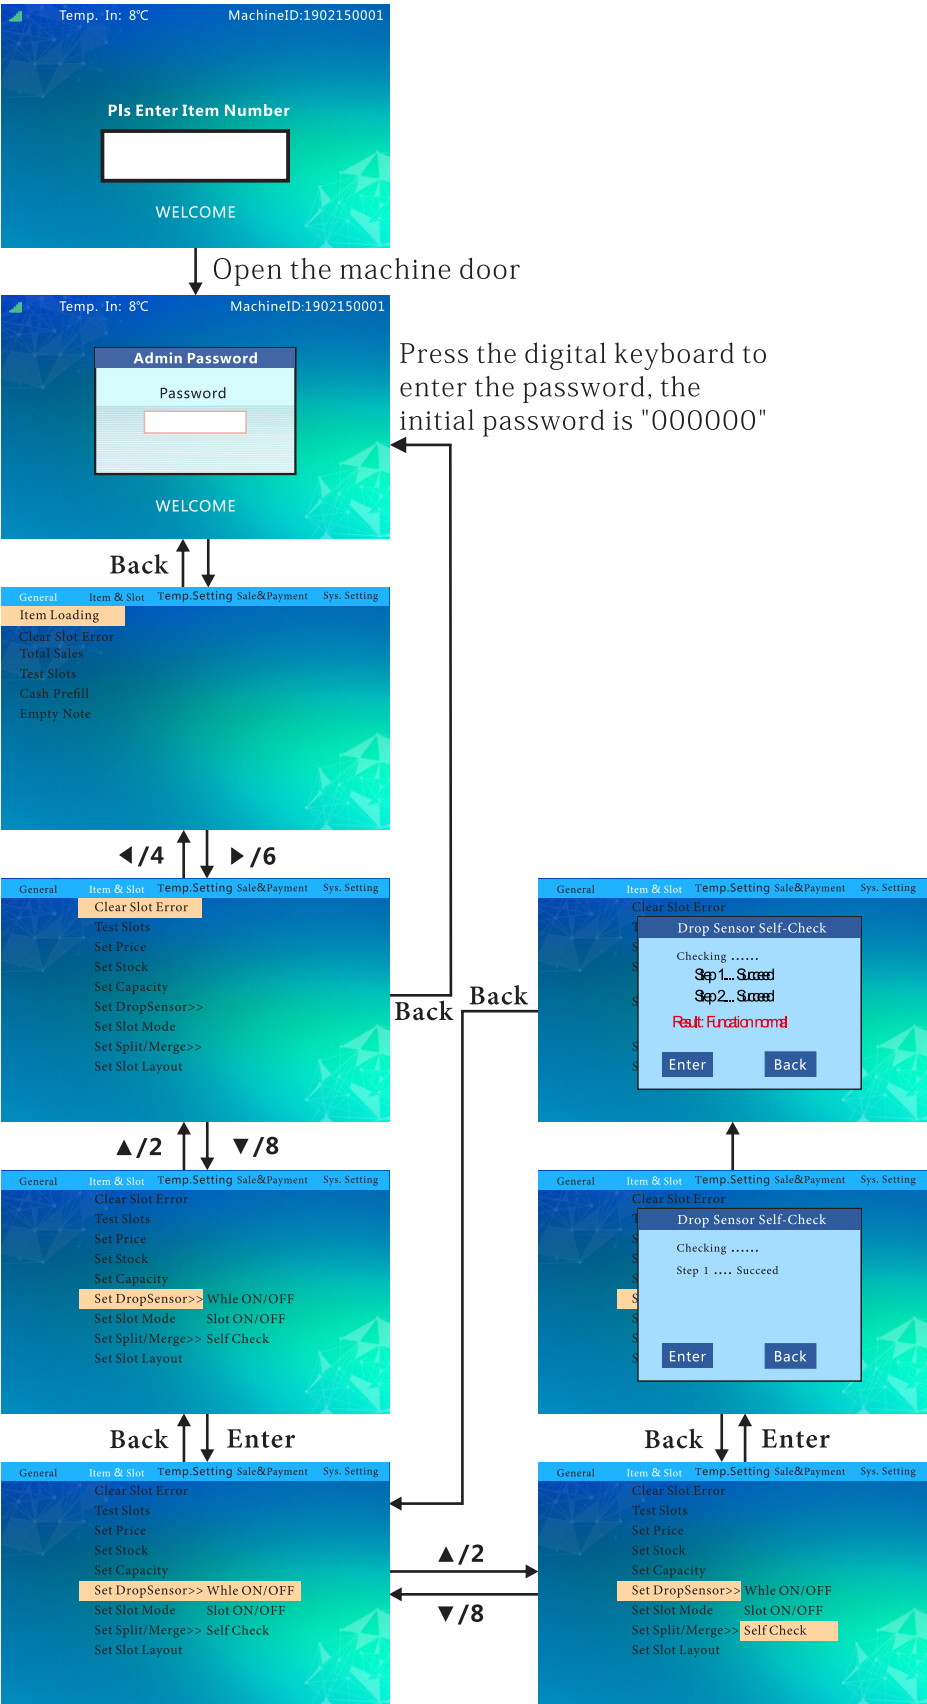 Temp. In: 8℃ MachineID:1902150001
Pls Enter Item Number
WELCOME
Open the machine door
Temp. In: 8℃ MachineID:1902150001
Admin Password
Password
WELCOME
Press the digital keyboard to
enter the password, the
initial password is "000000"
Back
General Item & Slot Temp.Setting Sale&Payment Sys. Setting
Item Loading
Clear Slot Error
Total Sales
Test Slots
Cash Prefill
Empty Note
◀/4 ▶/6
General Item & Slot Temp.Setting Sale&Payment Sys. Setting
Clear Slot Error
Test Slots
Set Price
Set Stock
Set Capacity
Set DropSensor>>
Set Slot Mode
Set Split/Merge>>
Set Slot Layout
Back
Back
General Item & Slot Temp.Setting Sale&Payment Sys. Setting
Clear Slot Error
Drop Sensor Self-Check
Checking ......
Step 1.... Succeed
Step 2.... Succeed
Result: Funcation normal
Enter Back
▲/2 ▼/8
General Item & Slot Temp.Setting Sale&Payment Sys. Setting
Clear Slot Error
Test Slots
Set Price
Set Stock
Set Capacity
Set DropSensor>> Whle ON/OFF
Set Slot Mode Slot ON/OFF
Set Split/Merge>> Self Check
Set Slot Layout
General Item & Slot Temp.Setting Sale&Payment Sys. Setting
Clear Slot Error
Drop Sensor Self-Check
Checking ......
Step 1 .... Succeed
Enter Back
Back Enter
Back Enter
General Item & Slot Temp.Setting Sale&Payment Sys. Setting
Clear Slot Error
Test Slots
Set Price
Set Stock
Set Capacity
Set DropSensor>> Whle ON/OFF
Set Slot Mode Slot ON/OFF
Set Split/Merge>> Self Check
Set Slot Layout
▲/2
▼/8
General Item & Slot Temp.Setting Sale&Payment Sys. Setting
Clear Slot Error
Test Slots
Set Price
Set Stock
Set Capacity
Set DropSensor>> Whle ON/OFF
Set Slot Mode Slot ON/OFF
Set Split/Merge>> Self Check
Set Slot Layout